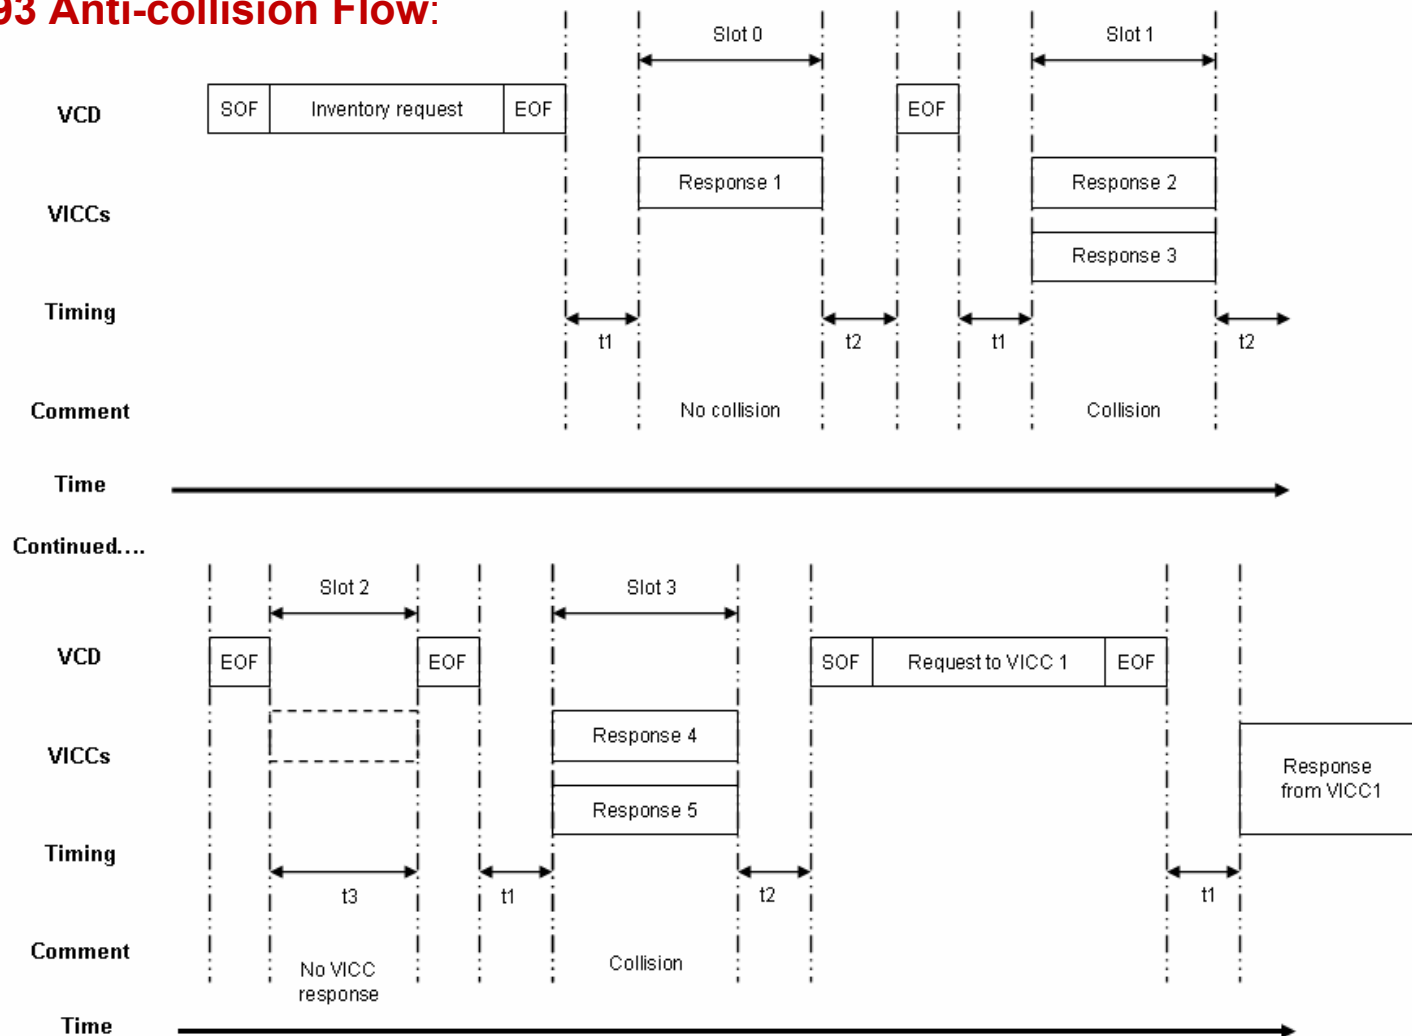 93 Anti-collision Flow:
Slot 0
Slot 1
VCD
SOF
Inventory request
EOF
EOF
VICCs
Response 1
Response 2
Response 3
Timing
t1
t2
t1
t2
Comment
No collision
Collision
Time
Continued....
Slot 2
Slot 3
VCD
EOF
EOF
SOF
Request to VICC 1
EOF
VICCs
Response 4
Response 5
Response
from VICC1
Timing
t3
t1
t2
t1
Comment
No VICC
response
Collision
Time